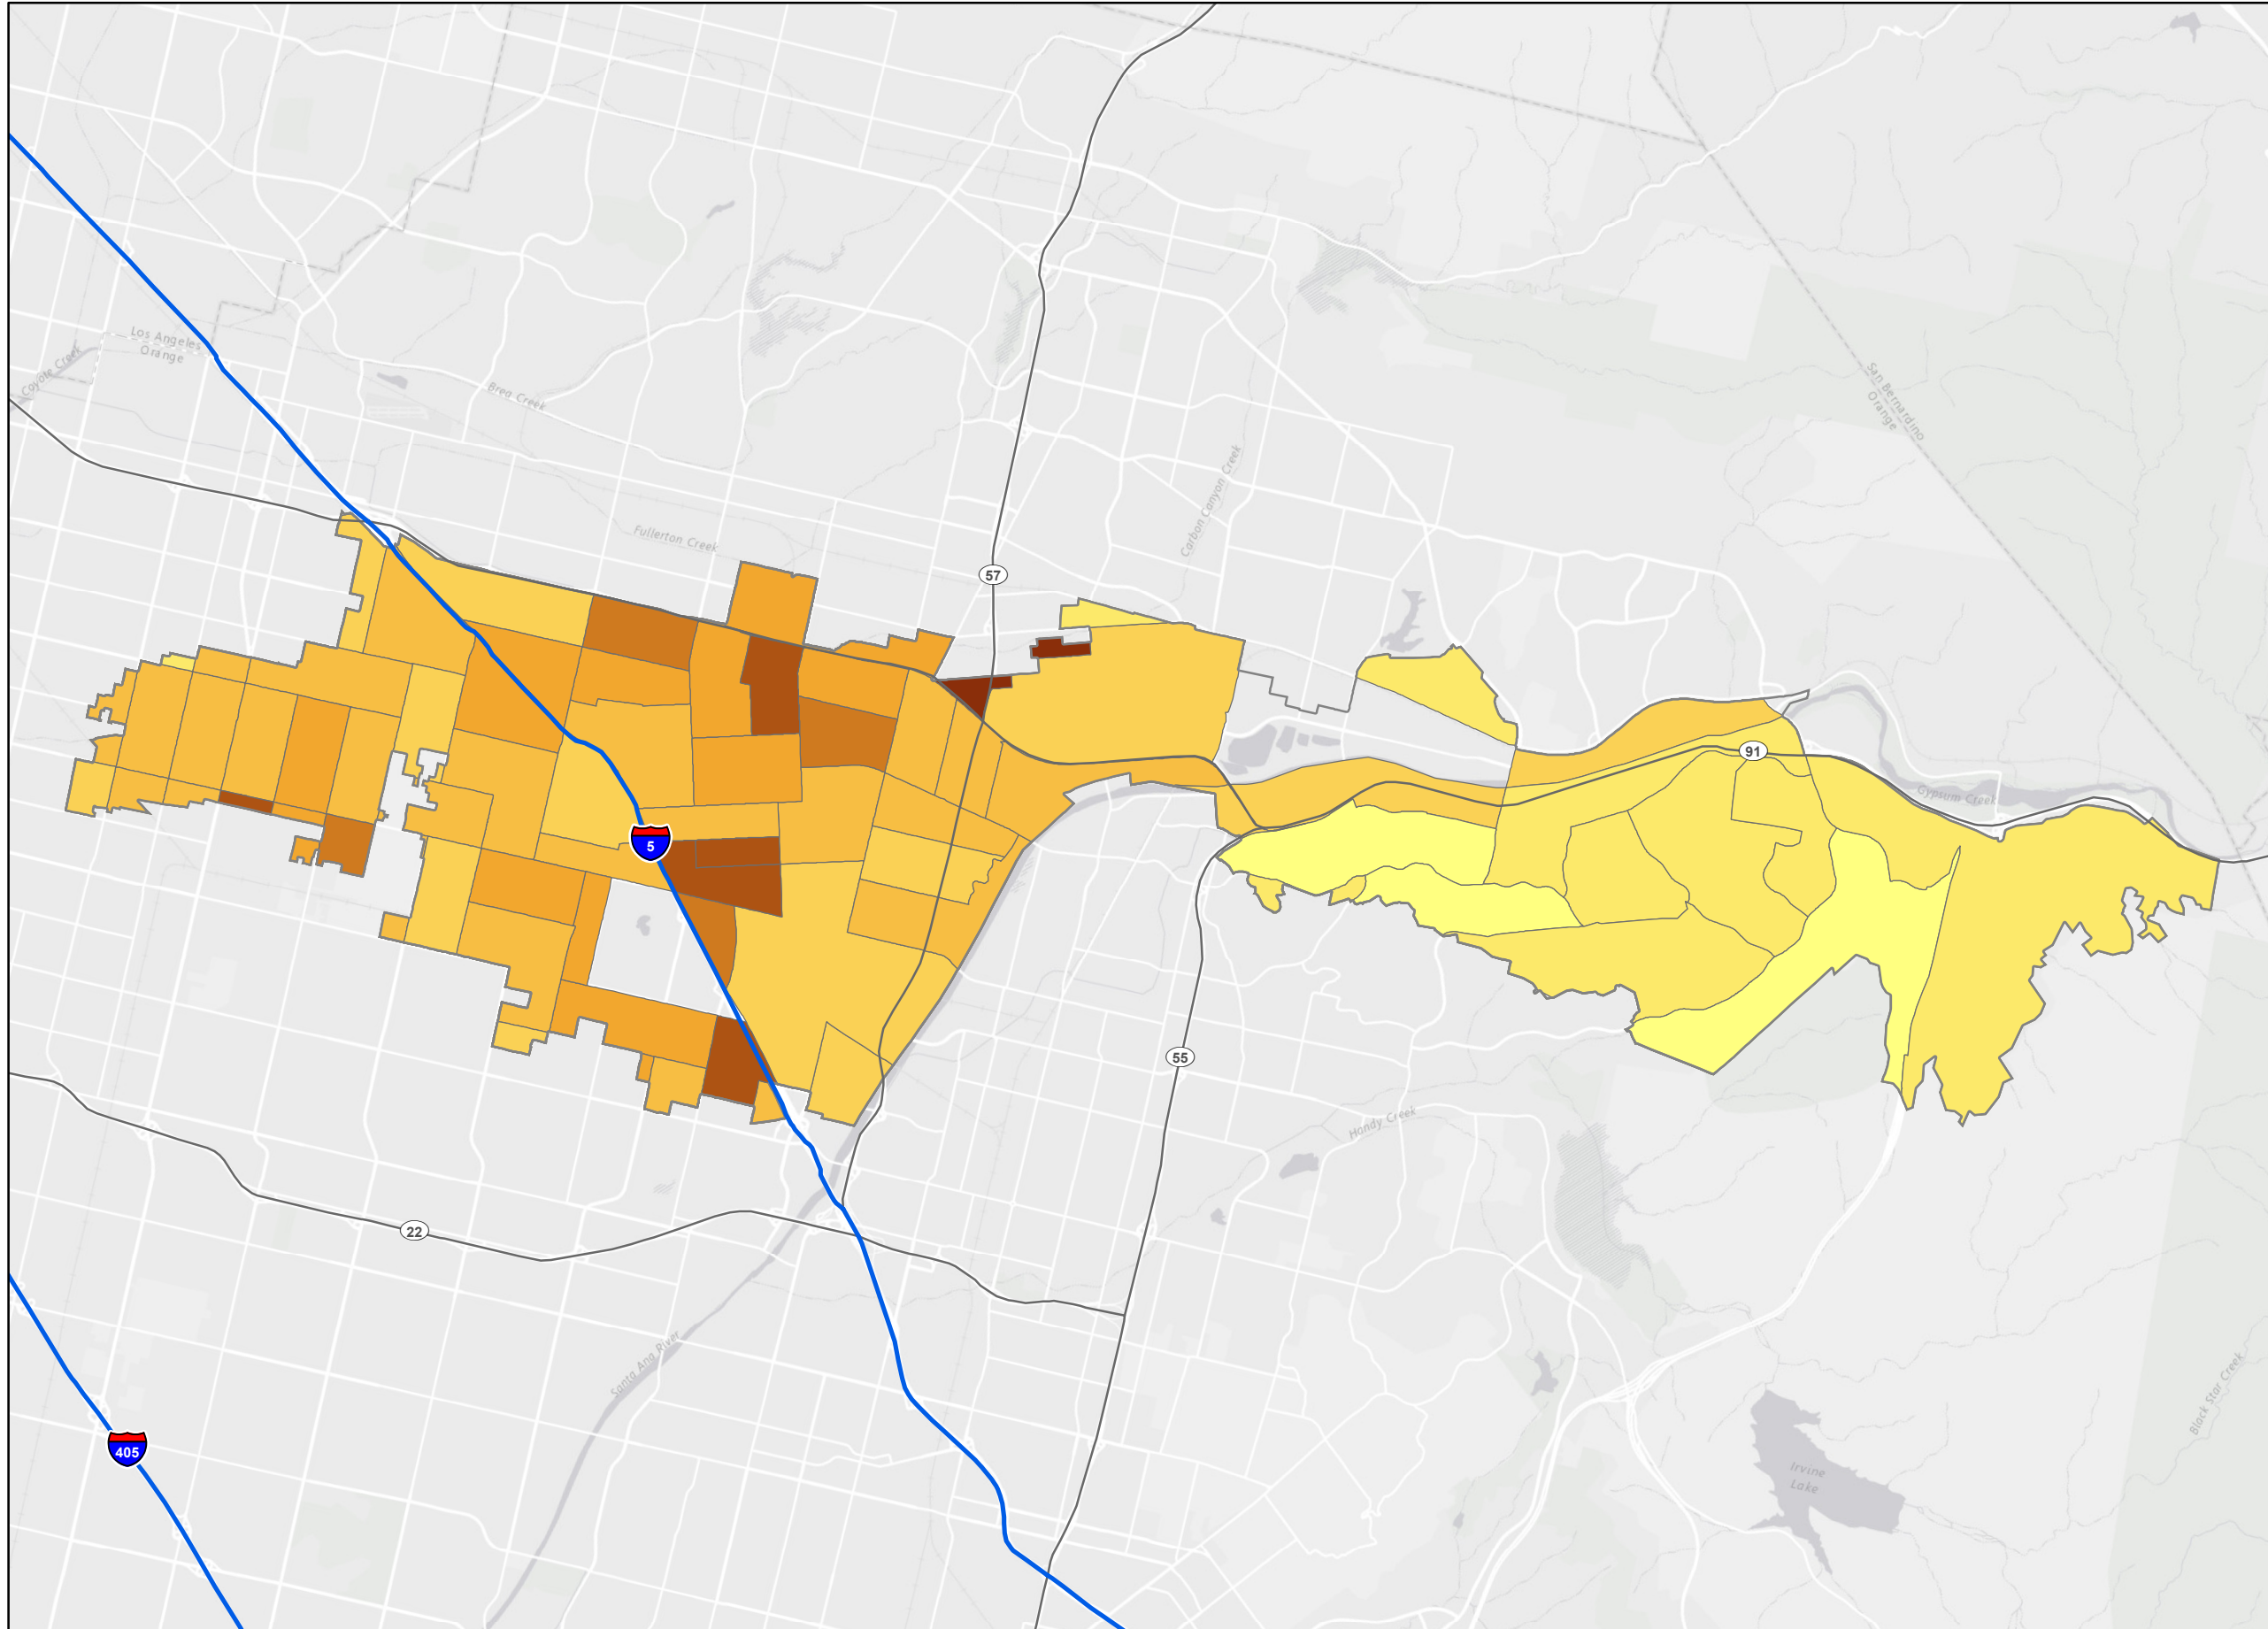 Los Angeles
Orange
Coyote Creek
Brea Creek
San Bernardino
Orange
Carbon Canyon Creek
Fullerton Creek
57
91
Gypsum Creek
5
55
Handy Creek
22
Santa Ana River
Black Star Creek
405
Irvine
Lake